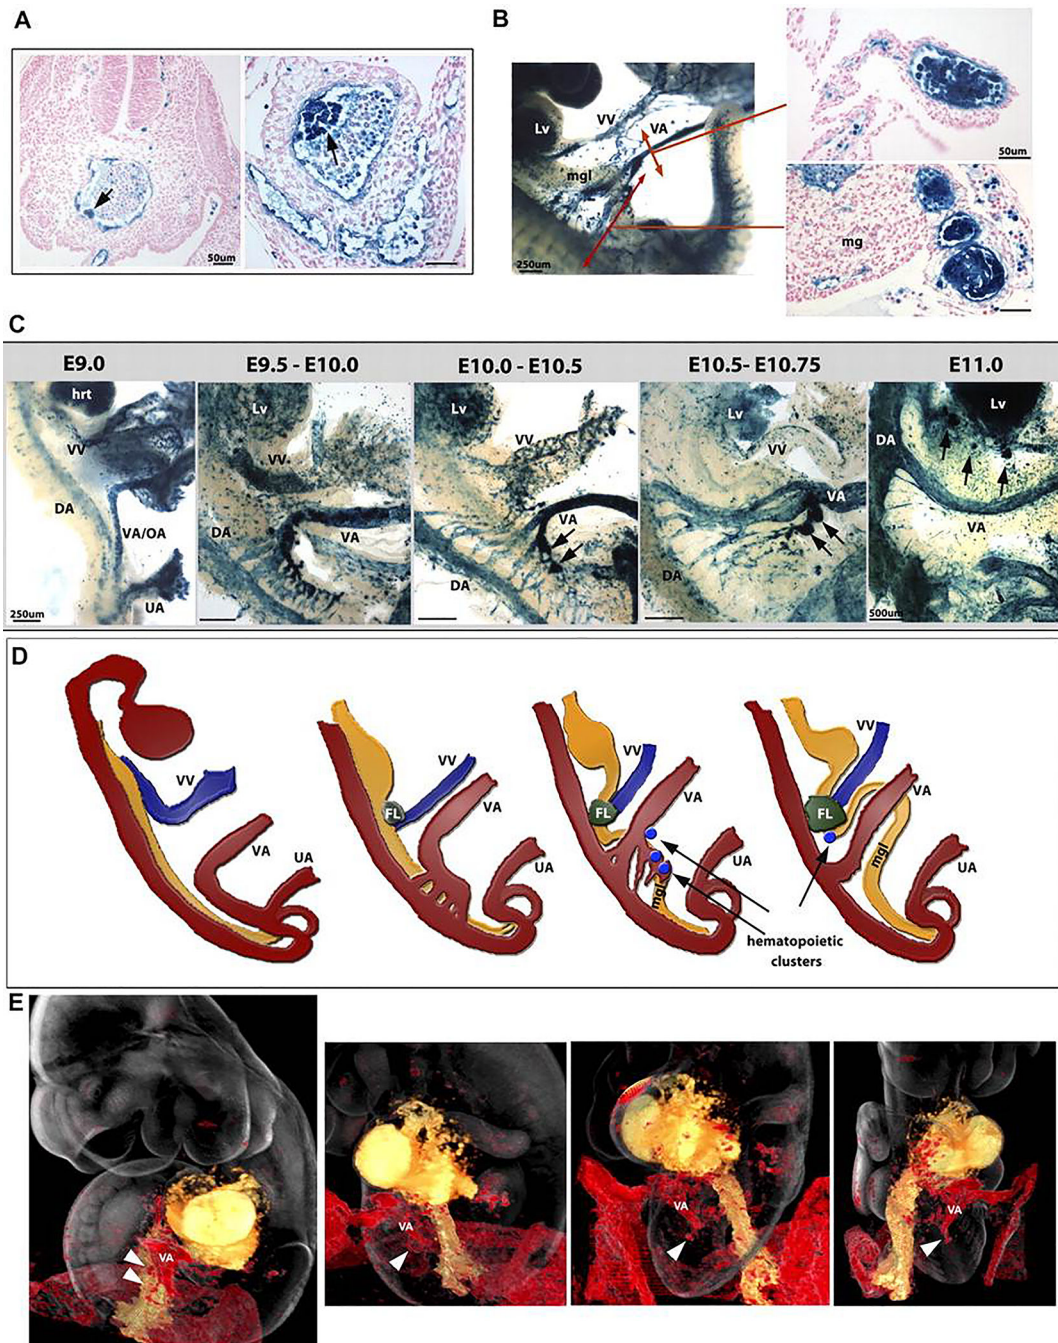 A
50um
B
Lv
VV
VA
mgl
250um
50um
mg
C
E9.0
E9.5 - E10.0
E10.0 - E10.5
E10.5- E10.75
E11.0
hrt
VV
DA
VA/OA
UA
250um
Lv
VV
DA
VA
Lv
VV
VA
DA
Lv
VV
VA
DA
Lv
DA
VA
500um
D
VV
VA
UA
FL
VV
VA
UA
FL
VV
VA
UA
mgl
FL
VV
VA
mgl
UA
hematopoietic
clusters
E
VA
VA
VA
VA